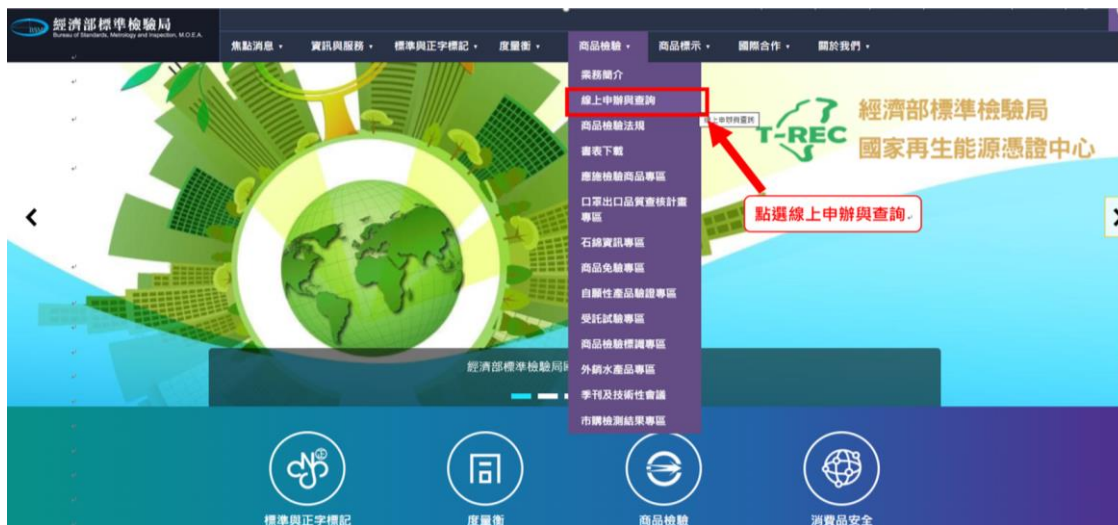 經濟部標準檢驗局
Bureau of Standards, Metrology and Inspection, M.O.E.A.
焦點消息
資訊與服務
標準與正字標記
度量衡
商品檢驗
商品標示
國際合作
關於我們
業務簡介
線上申辦與查詢
線上申辦與查詢
商品檢驗法規
書表下載
應施檢驗商品專區
口罩出口品質查核計畫
專區
石綿資訊專區
商品免驗專區
自願性產品驗證專區
受託試驗專區
商品檢驗標識專區
外銷水產品專區
季刊及技術性會議
市購檢測結果專區
T-REC
經濟部標準檢驗局
國家再生能源憑證中心
點選線上申辦與查詢
經濟部標準檢驗局
標準與正字標記
度量衡
商品檢驗
消費品安全